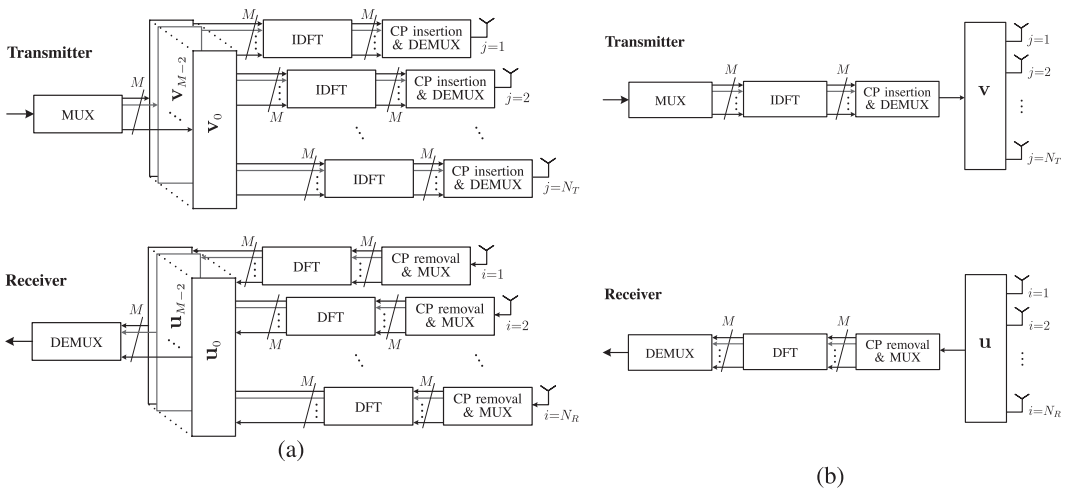 Transmitter
MUX
M
v_{M-2}
v_0
M
IDFT
M
CP insertion
& DEMUX
j=1
IDFT
M
M
CP insertion
& DEMUX
j=2
M
IDFT
M
CP insertion
& DEMUX
j=N_T
Receiver
DEMUX
M
u_{M-2}
u_0
M
DFT
M
CP removal
& MUX
i=1
M
DFT
M
CP removal
& MUX
i=2
M
DFT
M
CP removal
& MUX
i=N_R
(a)
Transmitter
MUX
M
IDFT
M
CP insertion
& DEMUX
v
j=1
j=2
j=N_T
Receiver
DEMUX
M
DFT
M
CP removal
& MUX
u
i=1
i=2
i=N_R
(b)